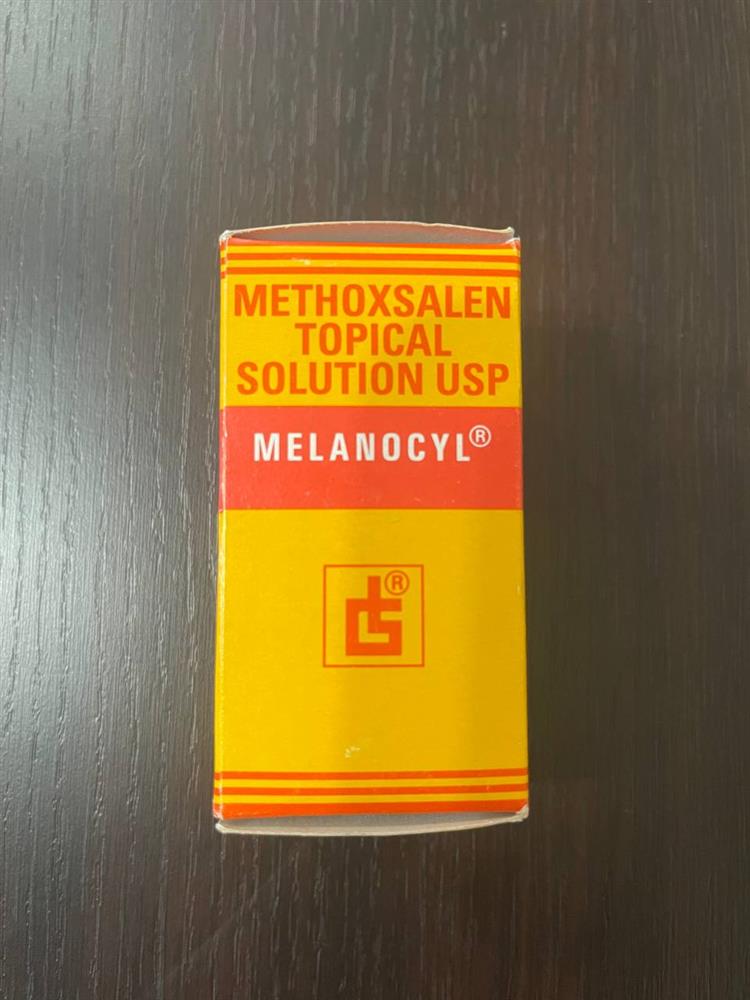 METHOXSALEN
TOPICAL
SOLUTION USP
MELANOCYL®
®